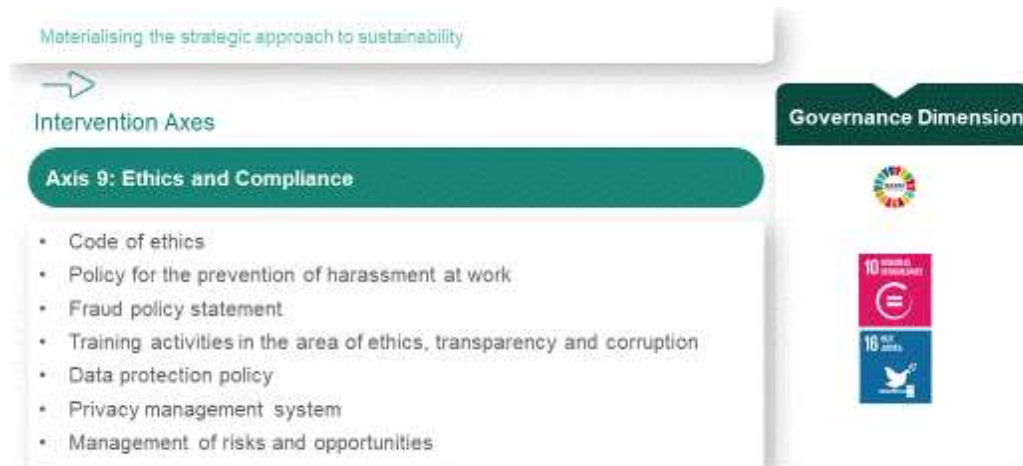 Materialising the strategic approach to sustainability
Intervention Axes
Governance Dimension
Axis 9: Ethics and Compliance
• Code of ethics
• Policy for the prevention of harassment at work
• Fraud policy statement
• Training activities in the area of ethics, transparency and corruption
• Data protection policy
• Privacy management system
• Management of risks and opportunities
10
16